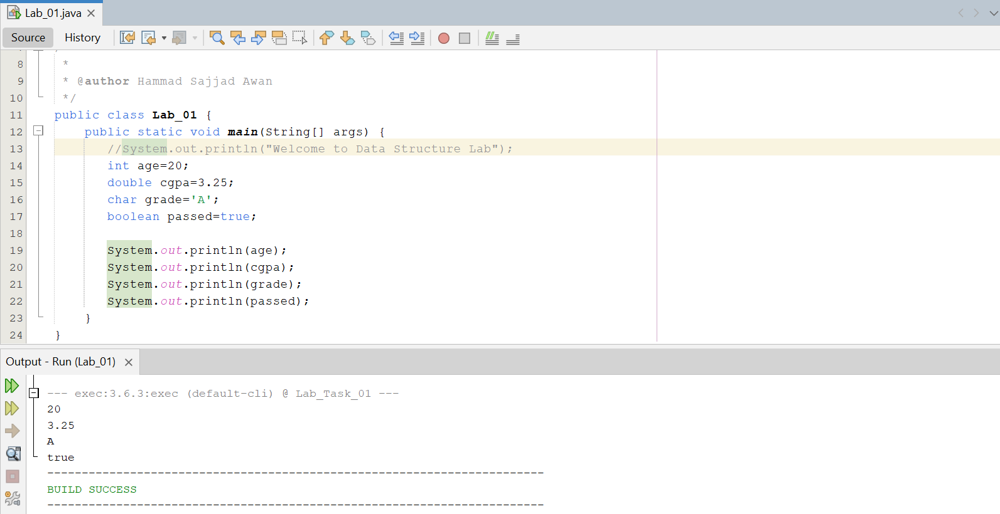 Lab_01.java
Source History
8 *
9 * @author Hammad Sajjad Awan
10 */
11 public class Lab_01 {
12 public static void main(String[] args) {
13 //System.out.println("Welcome to Data Structure Lab");
14 int age=20;
15 double cgpa=3.25;
16 char grade='A';
17 boolean passed=true;
18
19 System.out.println(age);
20 System.out.println(cgpa);
21 System.out.println(grade);
22 System.out.println(passed);
23 }
24 }
Output - Run (Lab_01)
--- exec:3.6.3:exec (default-cli) @ Lab_Task_01 ---
20
3.25
A
true
------------------------------------------------------------------------
BUILD SUCCESS
------------------------------------------------------------------------